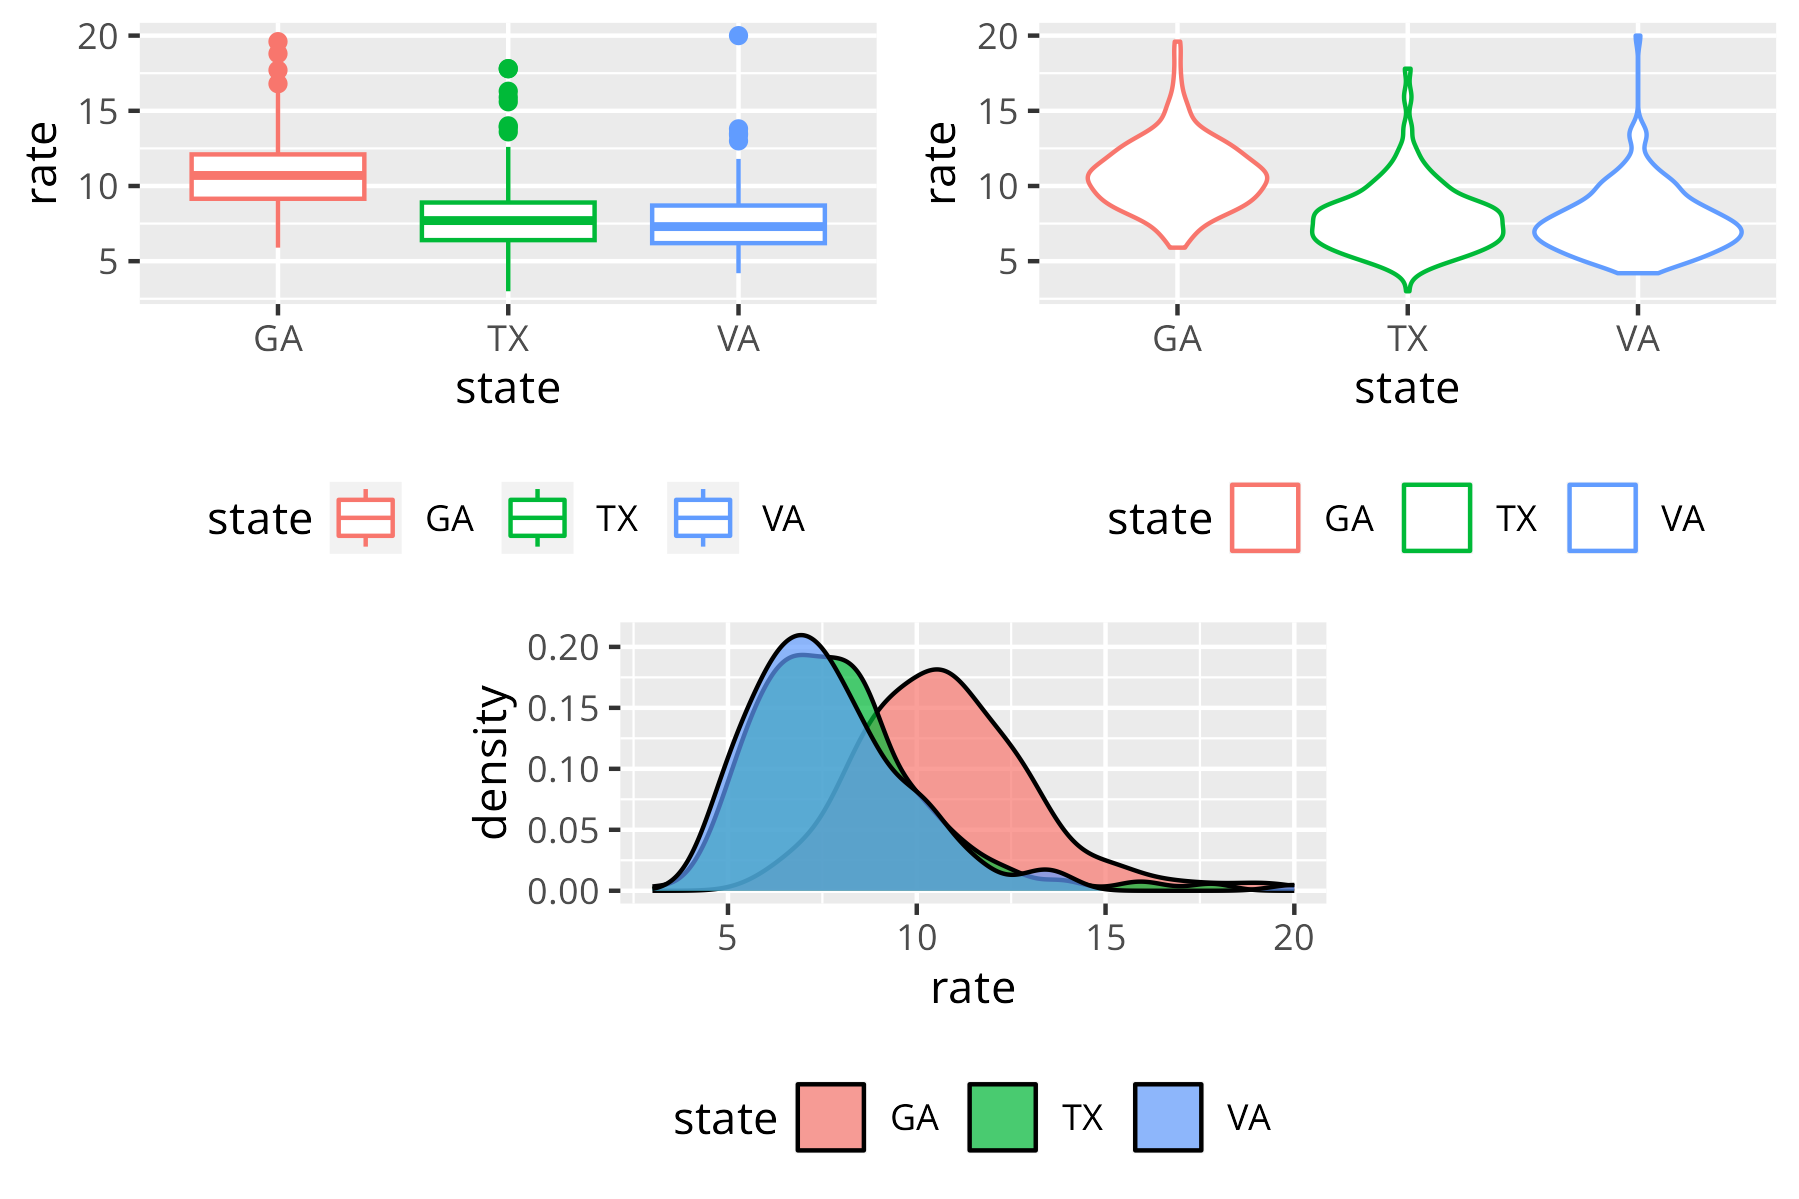 rate
20
15
10
5
GA TX VA
state
state GA TX VA
rate
20
15
10
5
GA TX VA
state
state GA TX VA
density
0.20
0.15
0.10
0.05
0.00
5 10 15 20
rate
state GA TX VA